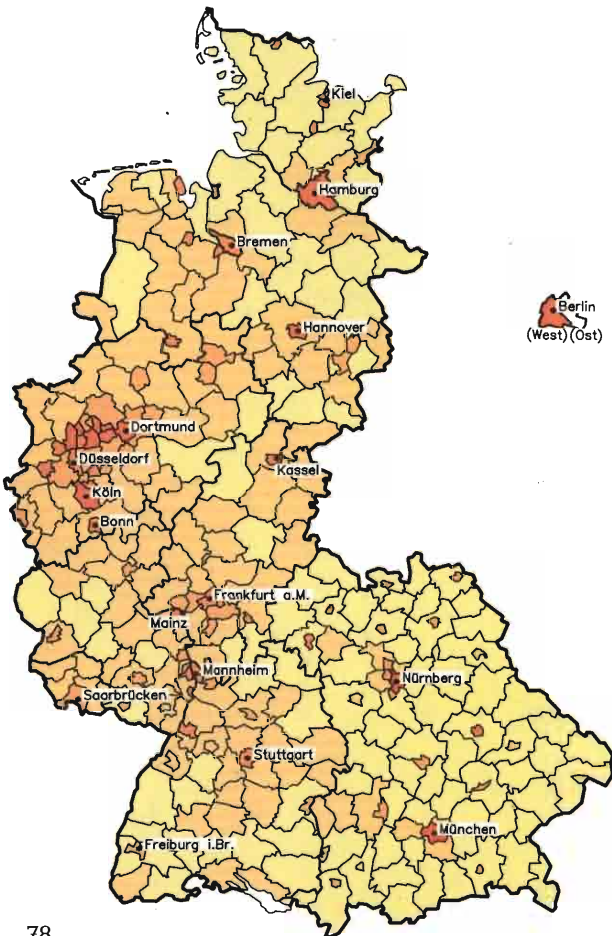 Kiel
Hamburg
Bremen
Berlin
(West) (Ost)
Hannover
Dortmund
Düsseldorf
Kassel
Köln
Bonn
Frankfurt a.M.
Mainz
Mannheim
Nürnberg
Saarbrücken
Stuttgart
München
Freiburg i.Br.
78